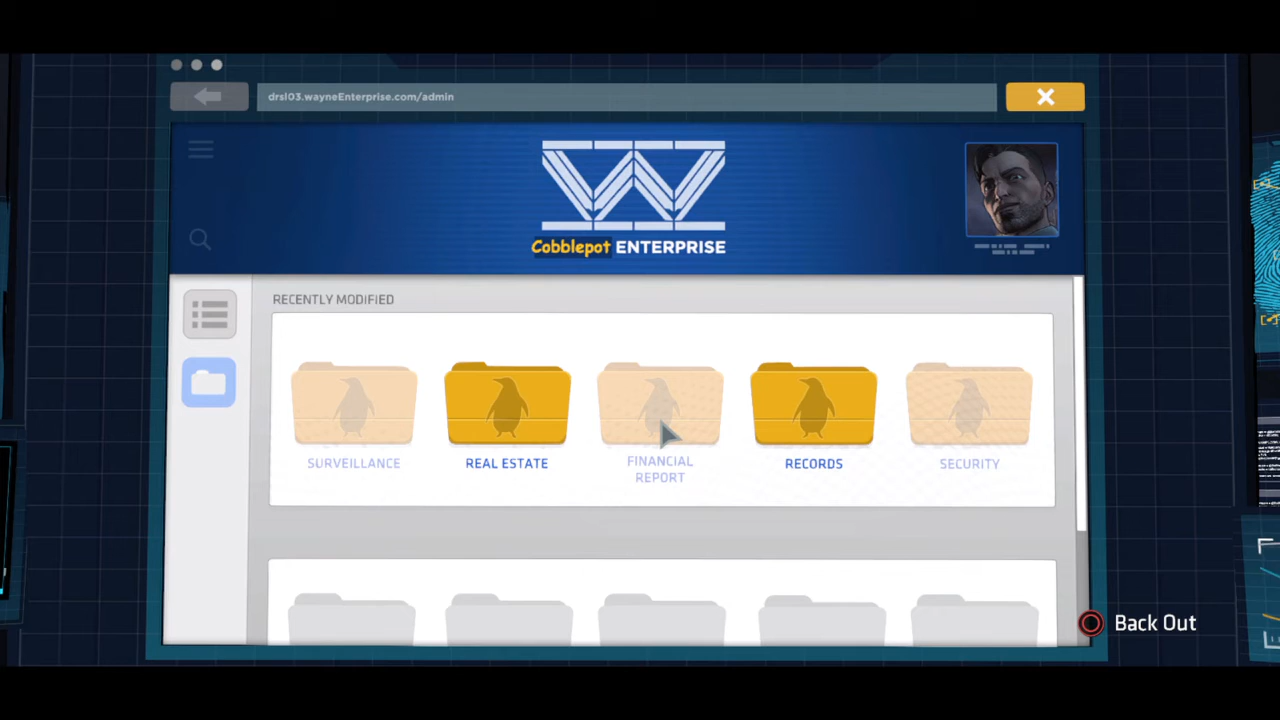 drsl03.wayneEnterprise.com/admin
Cobblepot ENTERPRISE
RECENTLY MODIFIED
SURVEILLANCE
REAL ESTATE
FINANCIAL
REPORT
RECORDS
SECURITY
Back Out